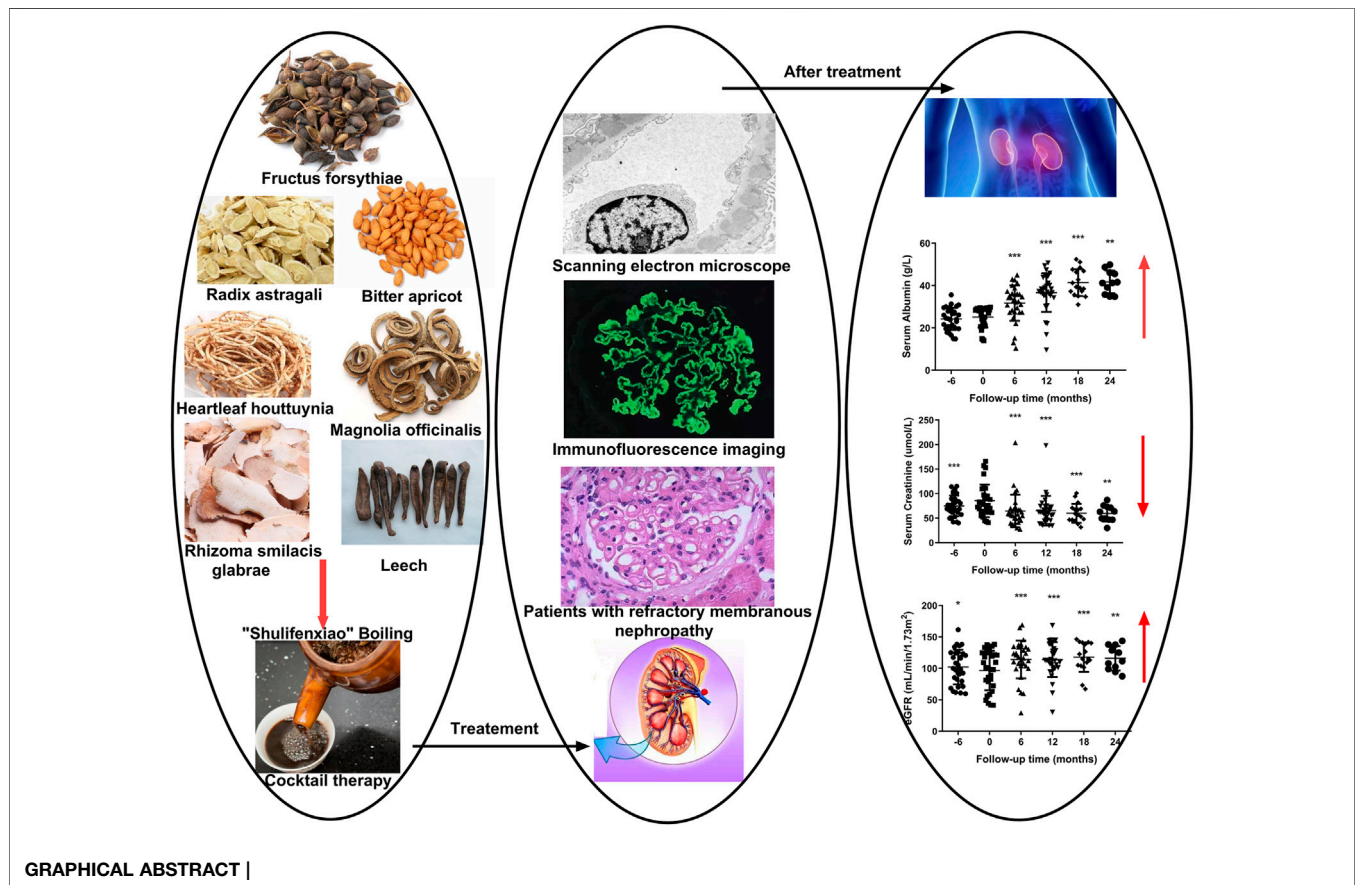 After treatment
Fructus forsythiae
Radix astragali
Bitter apricot
Heartleaf houttuynia
Magnolia officinalis
Rhizoma smilacis
glabrae
Leech
"Shulifenxiao" Boiling
Cocktail therapy
Treatement
Scanning electron microscope
Immunofluorescence imaging
Patients with refractory membranous
nephropathy
Serum Albumin (g/L)
60
40
20
0
***
***
***
**
-6 0 6 12 18 24
Follow-up time (months)
Serum Creatinine (umol/L)
250
200
150
100
50
0
***
***
***
***
**
-6 0 6 12 18 24
Follow-up time (months)
eGFR (mL/min/1.73m²)
200
150
100
50
0
*
***
***
***
**
-6 0 6 12 18 24
Follow-up time (months)
GRAPHICAL ABSTRACT |